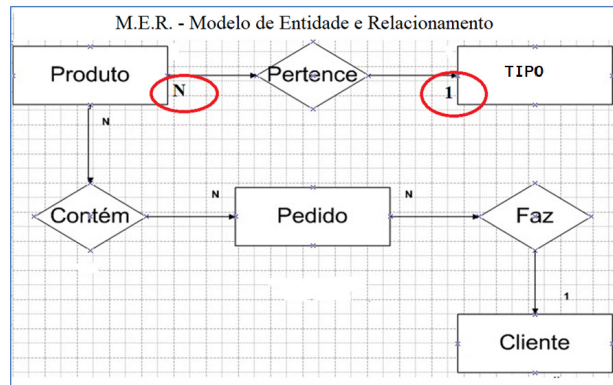 M.E.R. - Modelo de Entidade e Relacionamento
Produto
N
Pertence
1
TIPO
N
Contém
N
Pedido
N
Faz
1
Cliente